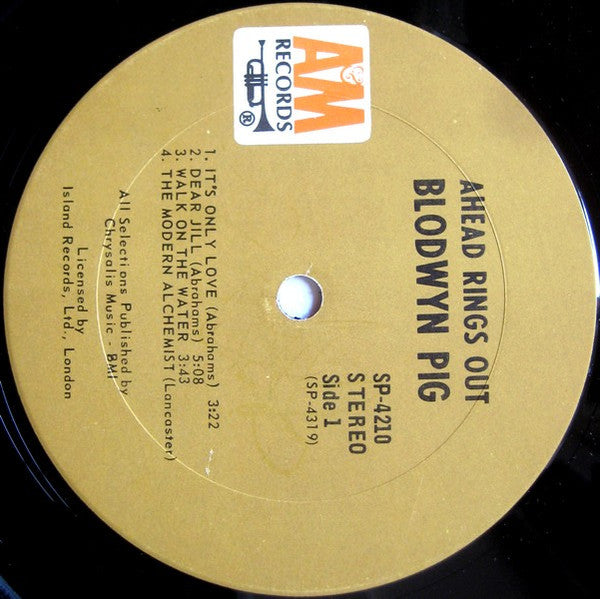 A&M
RECORDS
®
AHEAD RINGS OUT
BLODWYN PIG
SP-4210
STEREO
Side 1
(SP-4319)
1. IT'S ONLY LOVE (Abrahams) 3:22
2. DEAR JILL (Abrahams) 5:08
3. WALK ON THE WATER 3:43
4. THE MODERN ALCHEMIST (Lancaster)
All Selections Published by
Chrysalis Music - BMI
Licensed by
Island Records, Ltd., London